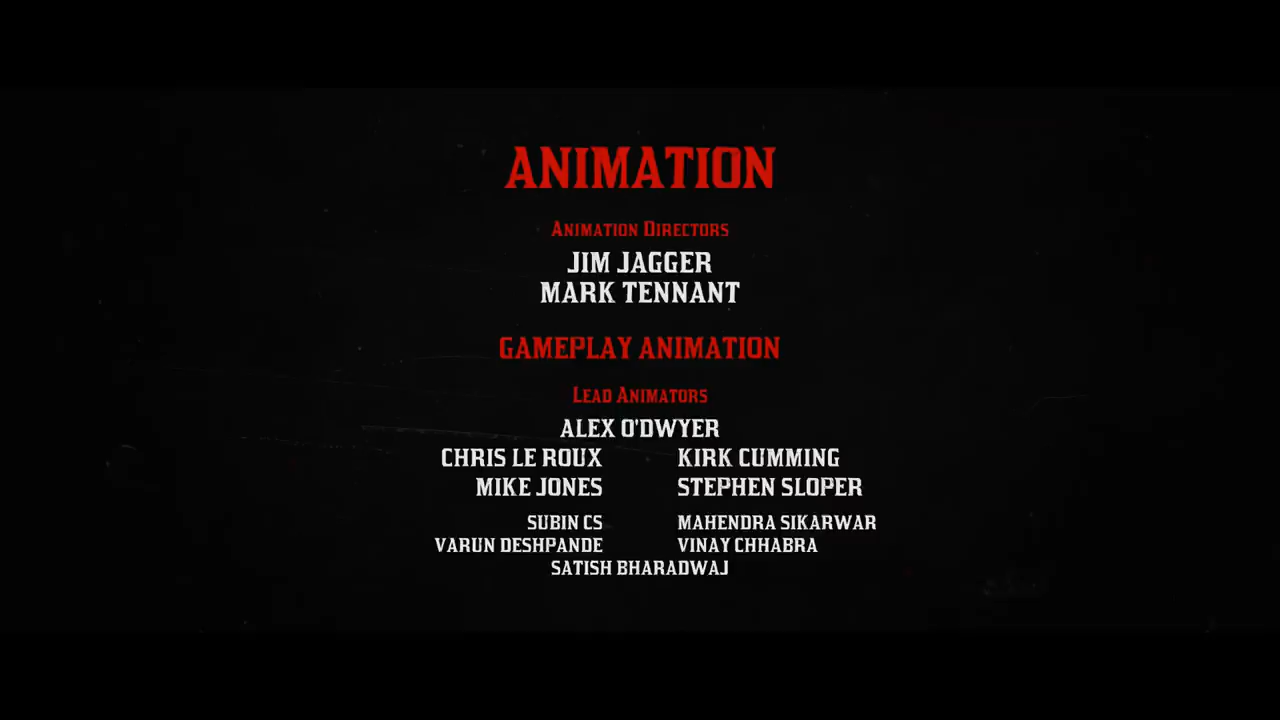 ANIMATION
ANIMATION DIRECTORS
JIM JAGGER
MARK TENNANT
GAMEPLAY ANIMATION
LEAD ANIMATORS
ALEX O'DWYER
CHRIS LE ROUX KIRK CUMMING
MIKE JONES STEPHEN SLOPER
SUBIN CS MAHENDRA SIKARWAR
VARUN DESHPANDE VINAY CHHABRA
SATISH BHARADWAJ